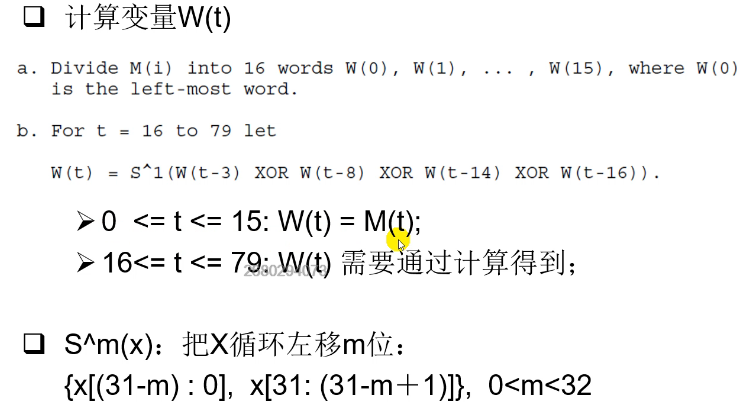 ❑ 计算变量W(t)
a. Divide M(i) into 16 words W(0), W(1), ... , W(15), where W(0)
is the left-most word.
b. For t = 16 to 79 let
W(t) = S^1(W(t-3) XOR W(t-8) XOR W(t-14) XOR W(t-16)).
➢ 0 <= t <= 15: W(t) = M(t);
➢ 16<= t <= 79: W(t) 需要通过计算得到;
❑ S^m(x)：把X循环左移m位：
{x[(31-m) : 0], x[31: (31-m＋1)]}, 0<m<32